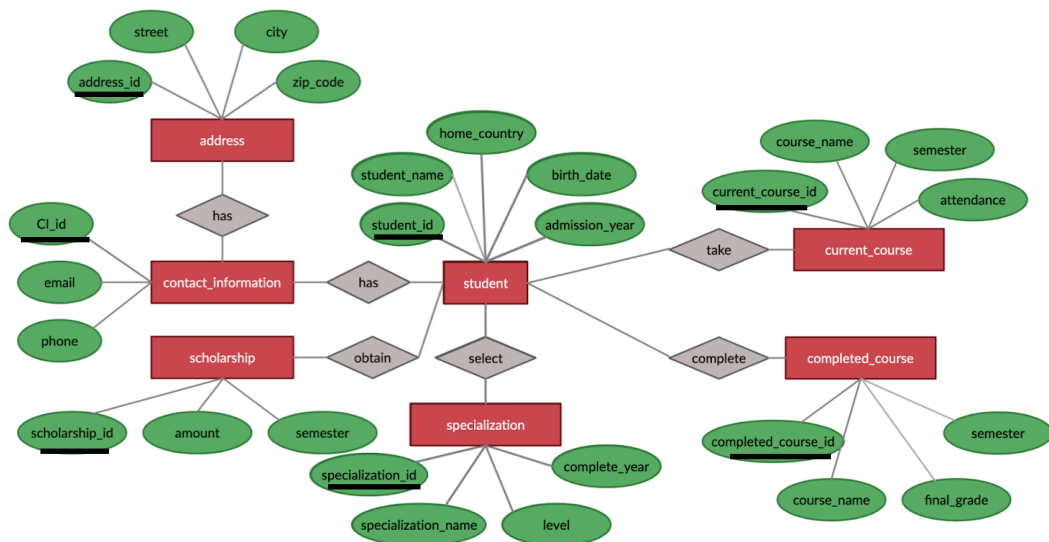 street
city
address_id
zip_code
address
has
CI_id
email
phone
contact_information
has
home_country
student_name
birth_date
student_id
admission_year
student
take
course_name
semester
current_course_id
attendance
current_course
scholarship
obtain
scholarship_id
amount
semester
select
specialization
specialization_id
complete_year
specialization_name
level
complete
completed_course
completed_course_id
semester
course_name
final_grade